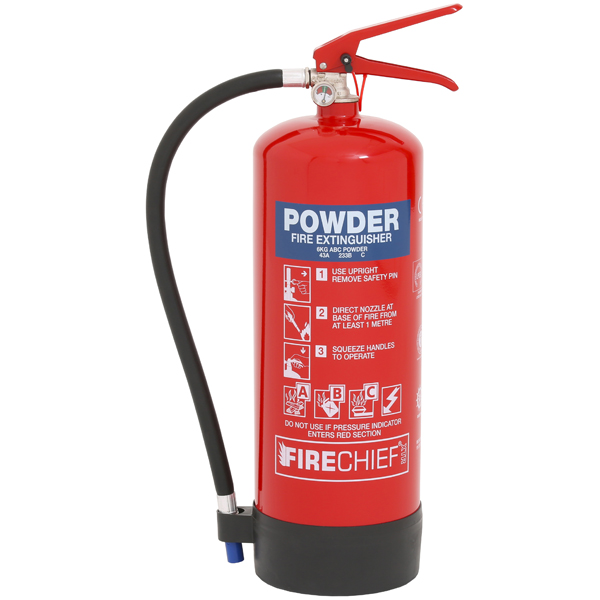 POWDER
FIRE EXTINGUISHER
6KG ABC POWDER
43A 233B C
1 USE UPRIGHT
REMOVE SAFETY PIN
2 DIRECT NOZZLE AT
BASE OF FIRE FROM
AT LEAST 1 METRE
3 SQUEEZE HANDLES
TO OPERATE
A B C
DO NOT USE IF PRESSURE INDICATOR
ENTERS RED SECTION
FIRECHIEF